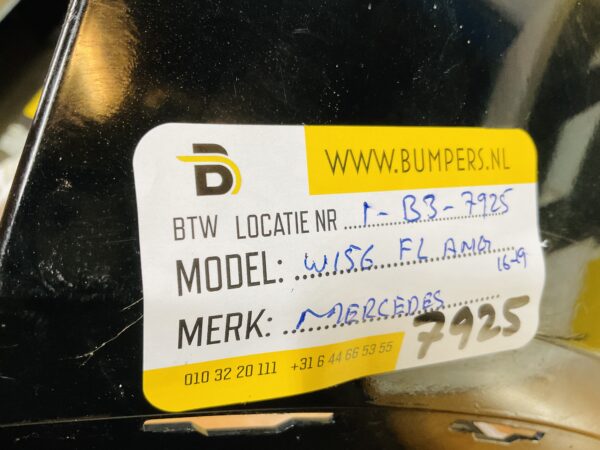 WWW.BUMPERS.NL
B
BTW LOCATIE NR 1-B3-7925
MODEL: W156 FL AMG
16-9
MERK: MERCEDES
7925
010 32 20 111 +31 6 44 66 53 55